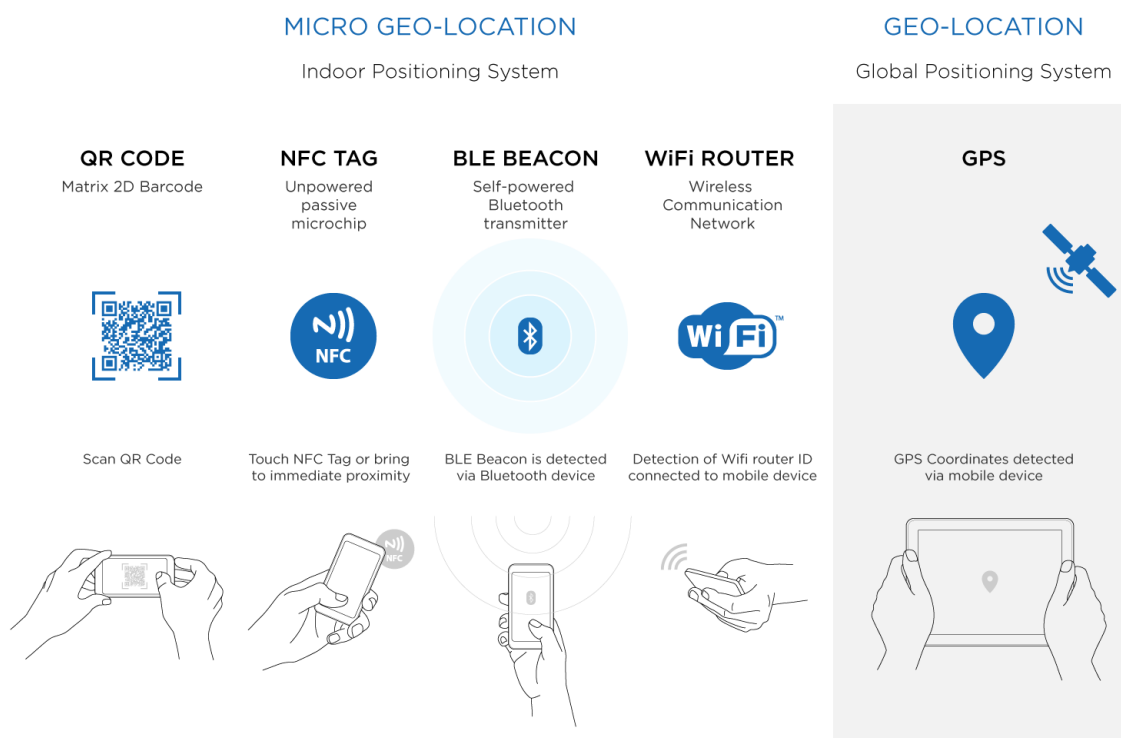 MICRO GEO-LOCATION
Indoor Positioning System
GEO-LOCATION
Global Positioning System
QR CODE
Matrix 2D Barcode
NFC TAG
Unpowered
passive
microchip
BLE BEACON
Self-powered
Bluetooth
transmitter
WiFi ROUTER
Wireless
Communication
Network
GPS
NFC
WiFi™
Scan QR Code
Touch NFC Tag or bring
to immediate proximity
BLE Beacon is detected
via Bluetooth device
Detection of Wifi router ID
connected to mobile device
GPS Coordinates detected
via mobile device
NFC